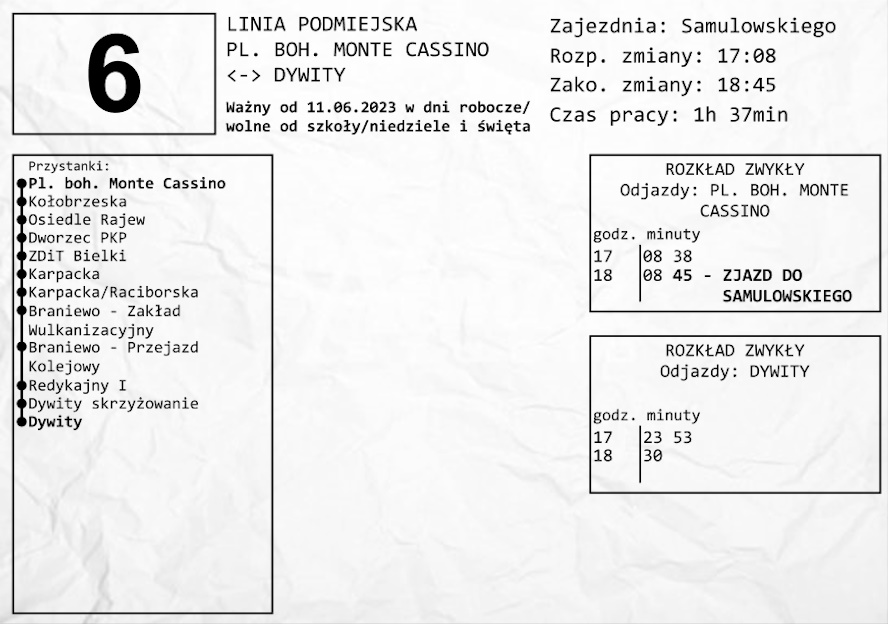 6
LINIA PODMIEJSKA
PL. BOH. MONTE CASSINO
<-> DYWITY
Ważny od 11.06.2023 w dni robocze/
wolne od szkoły/niedziele i święta
Zajezdnia: Samulowskiego
Rozp. zmiany: 17:08
Zako. zmiany: 18:45
Czas pracy: 1h 37min
Przystanki:
Pl. boh. Monte Cassino
Kołobrzeska
Osiedle Rajew
Dworzec PKP
ZDiT Bielki
Karpacka
Karpacka/Raciborska
Braniewo - Zakład
Wulkanizacyjny
Braniewo - Przejazd
Kolejowy
Redykajny I
Dywity skrzyżowanie
Dywity
ROZKŁAD ZWYKŁY
Odjazdy: PL. BOH. MONTE
CASSINO
godz. minuty
17 08 38
18 08 45 - ZJAZD DO
SAMULOWSKIEGO
ROZKŁAD ZWYKŁY
Odjazdy: DYWITY
godz. minuty
17 23 53
18 30